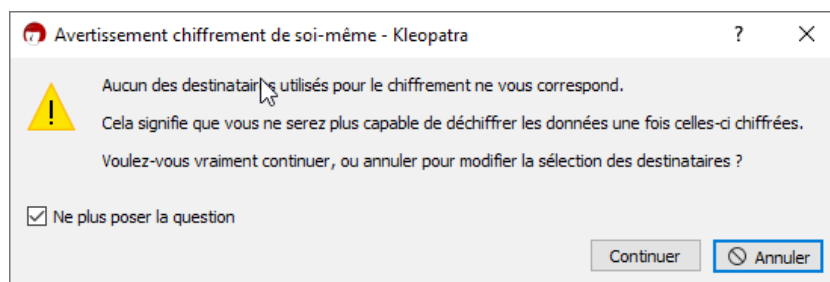 Avertissement chiffrement de soi-même - Kleopatra
Aucun des destinataires utilisés pour le chiffrement ne vous correspond.
Cela signifie que vous ne serez plus capable de déchiffrer les données une fois celles-ci chiffrées.
Voulez-vous vraiment continuer, ou annuler pour modifier la sélection des destinataires ?
Ne plus poser la question
Continuer Annuler